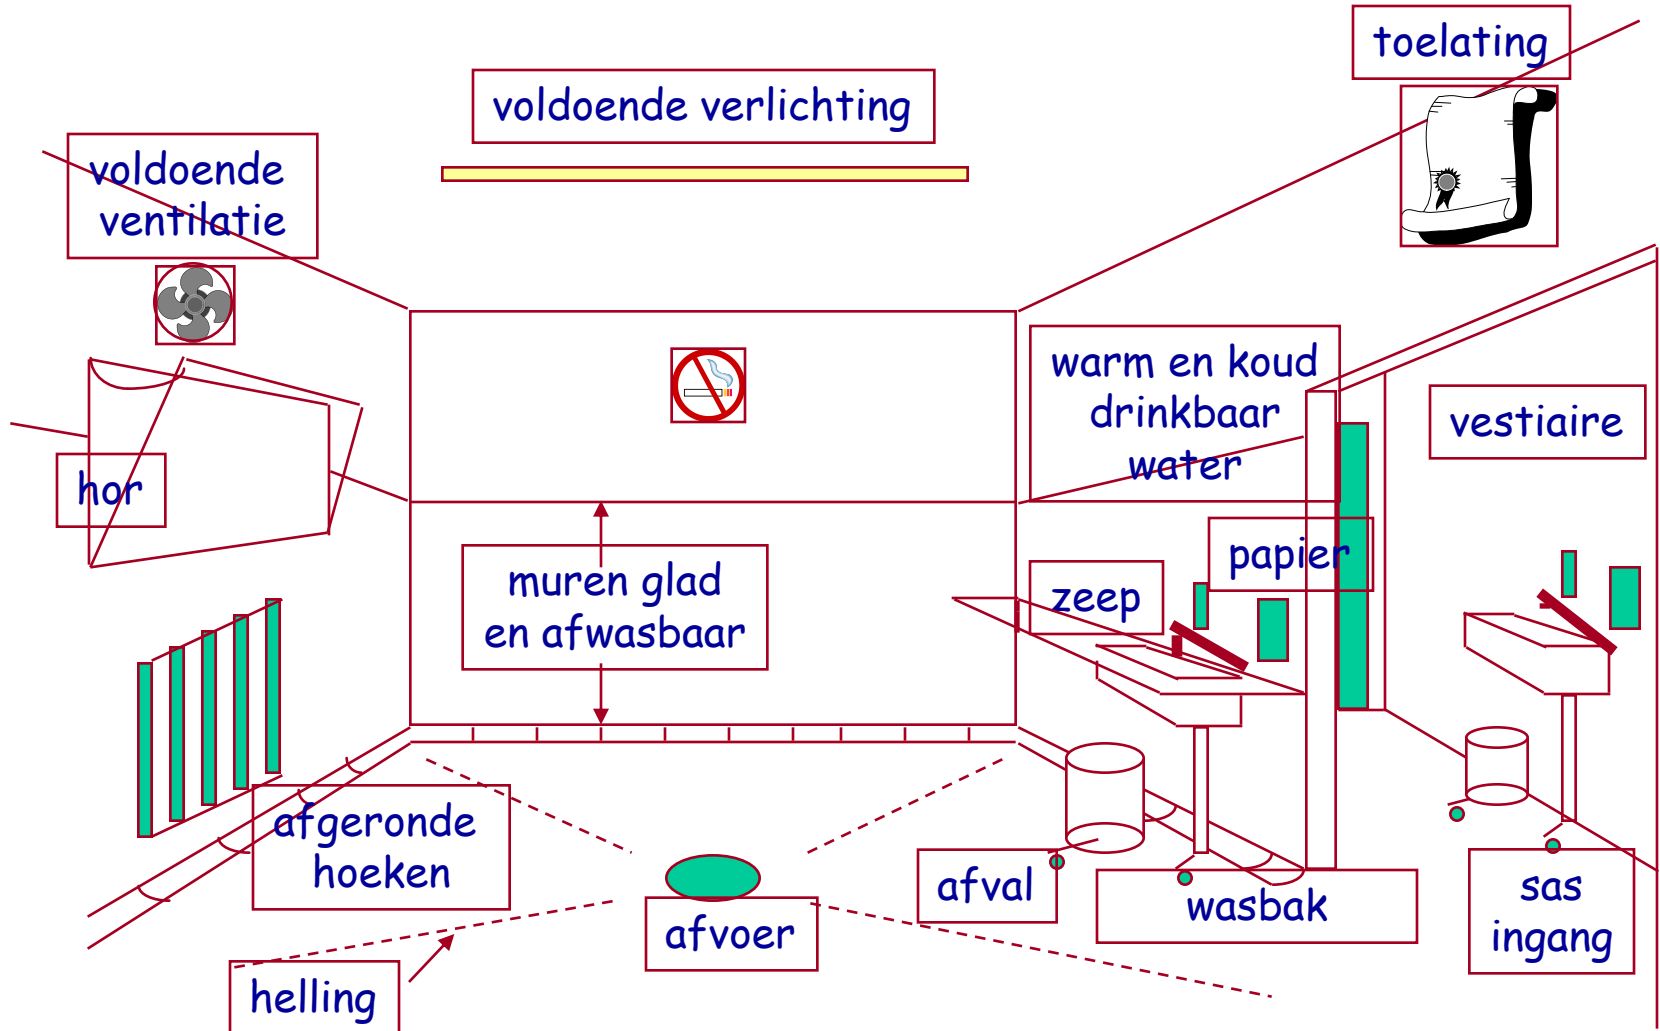 toelating
voldoende verlichting
voldoende
ventilatie
warm en koud
drinkbaar
water
vestiaire
hor
papier
muren glad
en afwasbaar
zeep
afgeronde
hoeken
afval
wasbak
sas
ingang
afvoer
helling